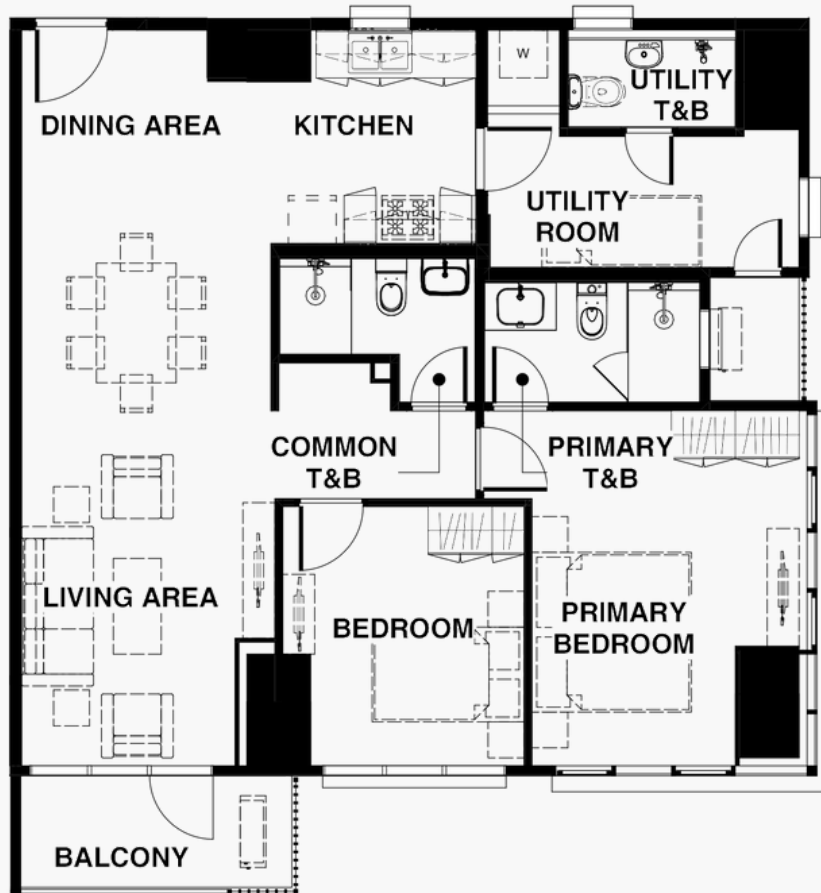 W
UTILITY
T&B
DINING AREA
KITCHEN
UTILITY
ROOM
COMMON
T&B
PRIMARY
T&B
LIVING AREA
BEDROOM
PRIMARY
BEDROOM
BALCONY